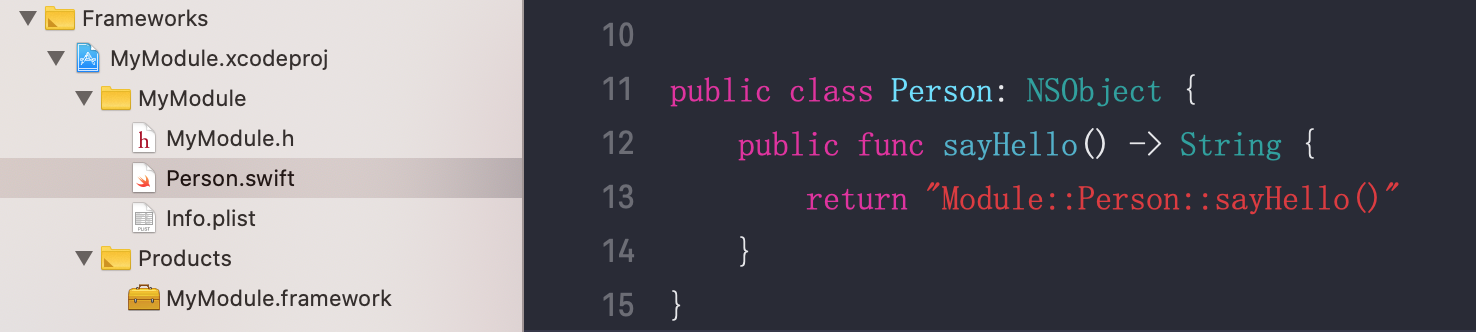 Frameworks
MyModule.xcodeproj
MyModule
h MyModule.h
Person.swift
PLIST Info.plist
Products
MyModule.framework
10
11 public class Person: NSObject {
12 public func sayHello() -> String {
13 return "Module::Person::sayHello()"
14 }
15 }